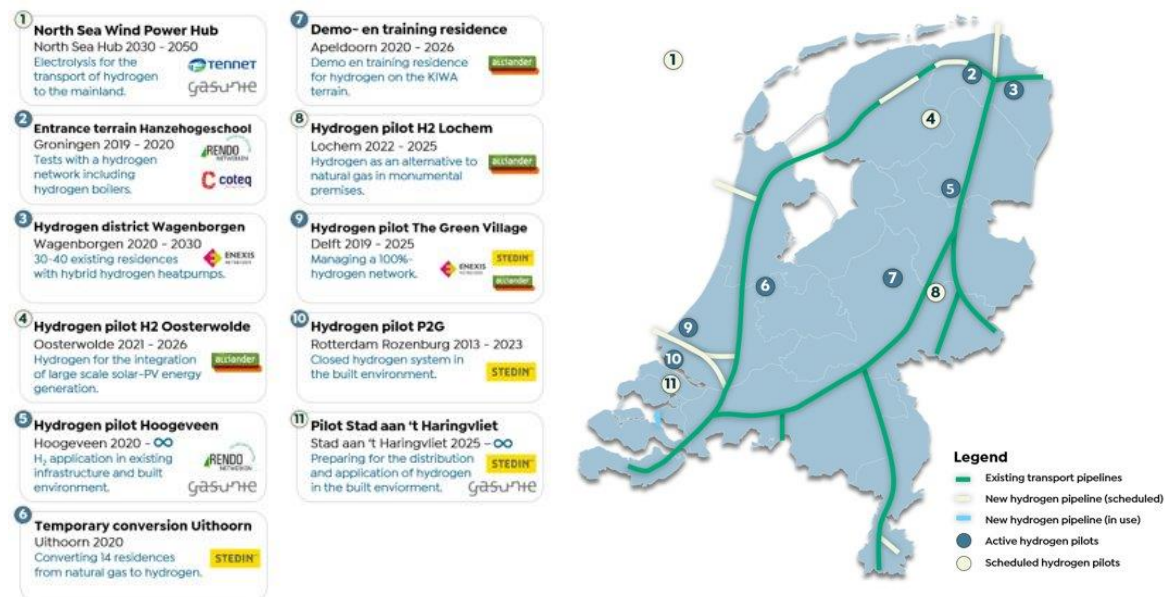 1
North Sea Wind Power Hub
North Sea Hub 2030 - 2050
Electrolysis for the
transport of hydrogen
to the mainland.
TenneT
gasunie
2
Entrance terrain Hanzehogeschool
Groningen 2019 - 2020
Tests with a hydrogen
network including
hydrogen boilers.
RENDO
NETWERKEN
coteq
3
Hydrogen district Wagenborgen
Wagenborgen 2020 - 2030
30-40 existing residences
with hybrid hydrogen heatpumps.
ENEXIS
NETBEHEER
4
Hydrogen pilot H2 Oosterwolde
Oosterwolde 2021 - 2026
Hydrogen for the integration
of large scale solar-PV energy
generation.
alliander
5
Hydrogen pilot Hoogeveen
Hoogeveen 2020 - ∞
H₂ application in existing
infrastructure and built
environment.
RENDO
NETWERKEN
gasunie
6
Temporary conversion Uithoorn
Uithoorn 2020
Converting 14 residences
from natural gas to hydrogen.
STEDIN
7
Demo- en training residence
Apeldoorn 2020 - 2026
Demo en training residence
for hydrogen on the KIWA
terrain.
alliander
8
Hydrogen pilot H2 Lochem
Lochem 2022 - 2025
Hydrogen as an alternative to
natural gas in monumental
premises.
alliander
9
Hydrogen pilot The Green Village
Delft 2019 - 2025
Managing a 100%-
hydrogen network.
ENEXIS
NETBEHEER
STEDIN
alliander
10
Hydrogen pilot P2G
Rotterdam Rozenburg 2013 - 2023
Closed hydrogen system in
the built environment.
STEDIN
11
Pilot Stad aan 't Haringvliet
Stad aan 't Haringvliet 2025 - ∞
Preparing for the distribution
and application of hydrogen
in the built enviorment.
STEDIN
gasunie
1
2
3
4
5
6
7
8
9
10
11
Legend
Existing transport pipelines
New hydrogen pipeline (scheduled)
New hydrogen pipeline (in use)
Active hydrogen pilots
Scheduled hydrogen pilots